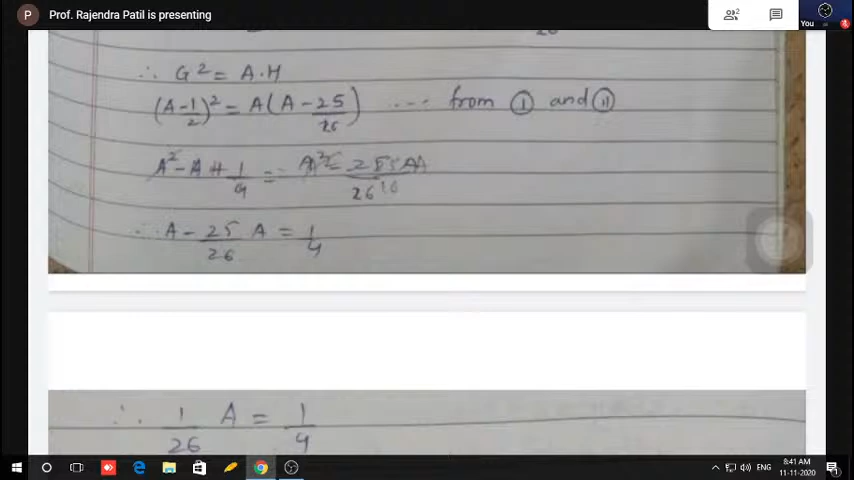 P Prof. Rajendra Patil is presenting
2
You
∴ G² = A.H
(A-1/2)² = A(A-25/26) .... from Ⓘ and Ⓘ︎Ⓘ
A² - A + 1/4 = A² - 25/26 A
∴ A - 25/26 A = 1/4
∴ 1/26 A = 1/4
ENG
8:41 AM
11-11-2020
1